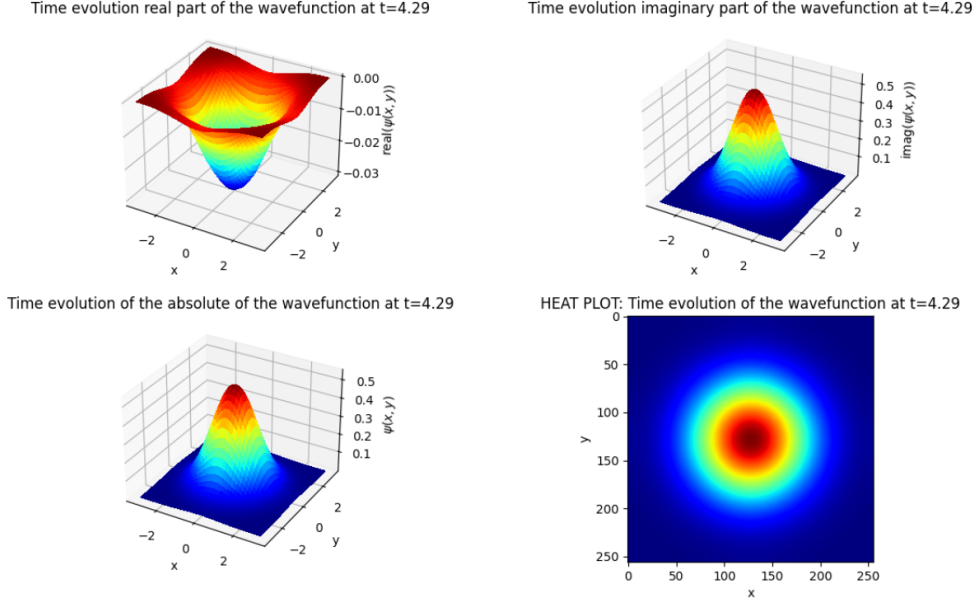 Time evolution real part of the wavefunction at t=4.29
0.00
−0.01
−0.02
−0.03
real(ψ(x, y))
−2
0
2
x
−2
0
2
y
Time evolution imaginary part of the wavefunction at t=4.29
0.5
0.4
0.3
0.2
0.1
imag(ψ(x, y))
−2
0
2
x
−2
0
2
y
Time evolution of the absolute of the wavefunction at t=4.29
0.5
0.4
0.3
0.2
0.1
ψ(x, y)
−2
0
2
x
−2
0
2
y
HEAT PLOT: Time evolution of the wavefunction at t=4.29
0
50
100
150
200
250
y
0 50 100 150 200 250
x